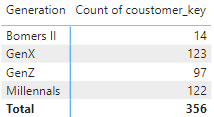 Generation Count of coustomer_key
Bomers II 14
GenX 123
GenZ 97
Millennals 122
Total 356